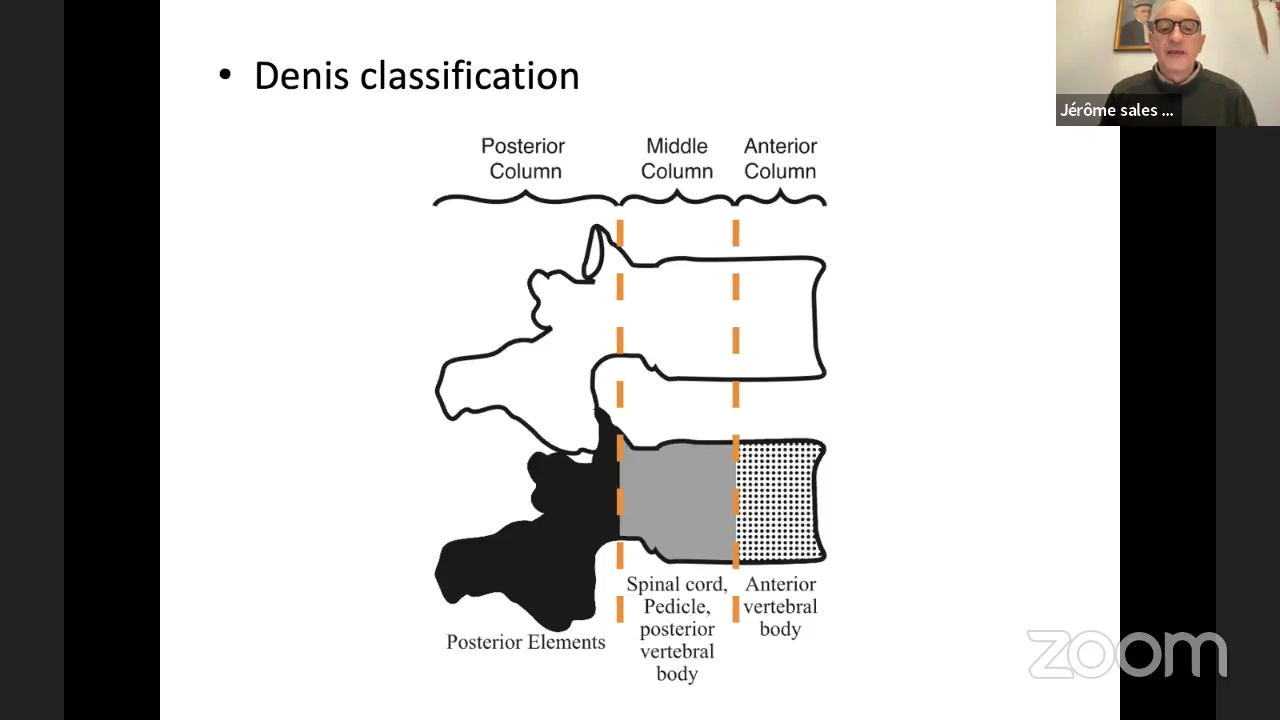 • Denis classification
Jérôme sales ...
Posterior
Column
Middle
Column
Anterior
Column
Spinal cord,
Pedicle,
posterior
vertebral
body
Anterior
vertebral
body
Posterior Elements
zoom